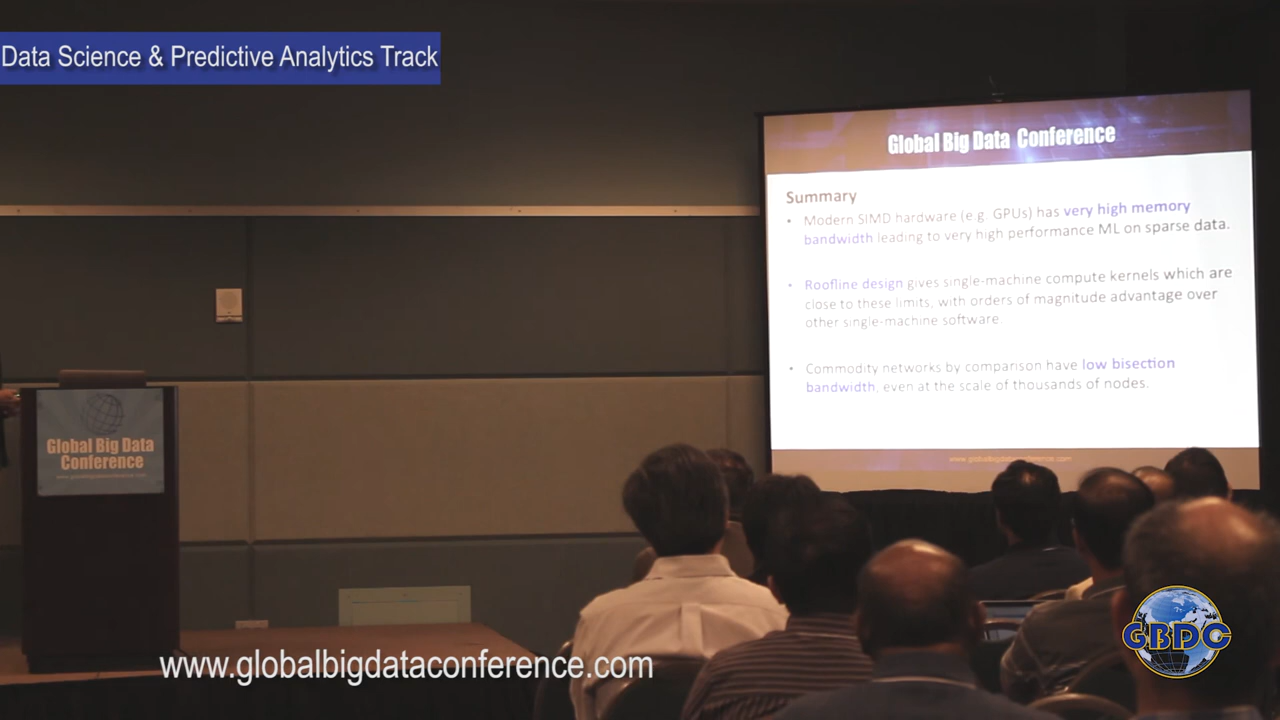 Data Science & Predictive Analytics Track
Global Big Data Conference
Summary
• Modern SIMD hardware (e.g. GPUs) has very high memory
bandwidth leading to very high performance ML on sparse data.
• Roofline design gives single-machine compute kernels which are
close to these limits, with orders of magnitude advantage over
other single-machine software.
• Commodity networks by comparison have low bisection
bandwidth, even at the scale of thousands of nodes.
www.globalbigdataconference.com
Global Big Data
Conference
www.globalbigdataconference.com
GBDC
www.globalbigdataconference.com